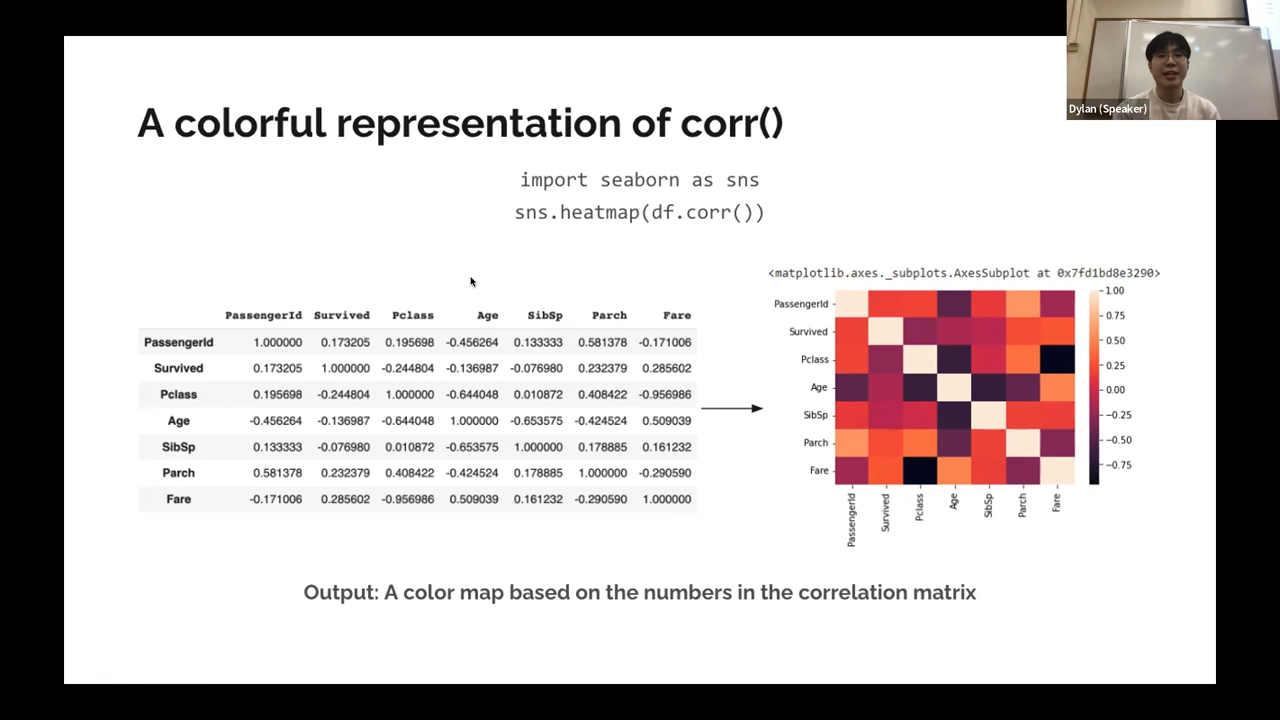 Dylan (Speaker)
A colorful representation of corr()
import seaborn as sns
sns.heatmap(df.corr())
<matplotlib.axes._subplots.AxesSubplot at 0x7fd1bd8e3290>
PassengerId Survived Pclass Age SibSp Parch Fare
PassengerId 1.000000 0.173205 0.195698 -0.456264 0.133333 0.581378 -0.171006
Survived 0.173205 1.000000 -0.244804 -0.136987 -0.076980 0.232379 0.285602
Pclass 0.195698 -0.244804 1.000000 -0.644048 0.010872 0.408422 -0.956986
Age -0.456264 -0.136987 -0.644048 1.000000 -0.653575 -0.424524 0.509039
SibSp 0.133333 -0.076980 0.010872 -0.653575 1.000000 0.178885 0.161232
Parch 0.581378 0.232379 0.408422 -0.424524 0.178885 1.000000 -0.290590
Fare -0.171006 0.285602 -0.956986 0.509039 0.161232 -0.290590 1.000000
PassengerId
Survived
Pclass
Age
SibSp
Parch
Fare
PassengerId
Survived
Pclass
Age
SibSp
Parch
Fare
1.00
0.75
0.50
0.25
0.00
-0.25
-0.50
-0.75
Output: A color map based on the numbers in the correlation matrix